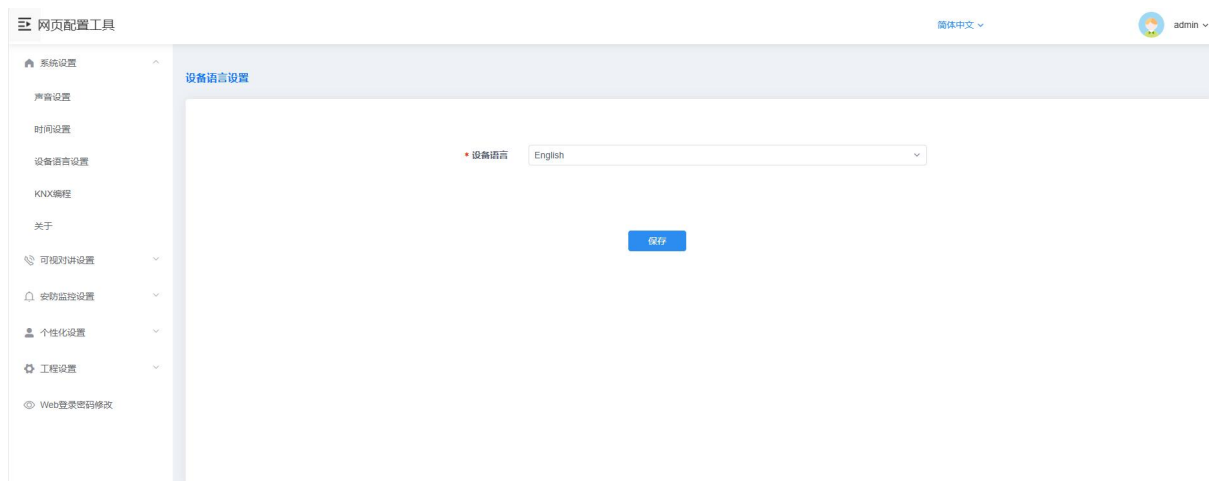 网页配置工具
简体中文
admin
系统设置
声音设置
时间设置
设备语言设置
KNX编程
关于
可视对讲设置
安防监控设置
个性化设置
工程设置
Web登录密码修改
设备语言设置
* 设备语言 English
保存